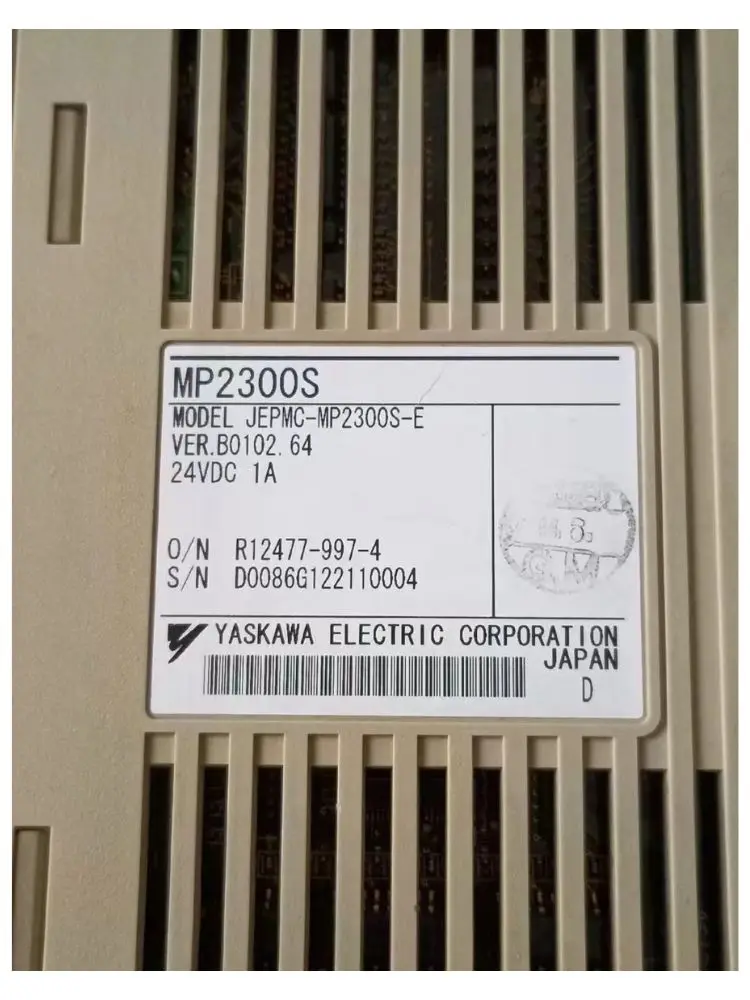 MP2300S
MODEL JEPMC-MP2300S-E
VER.B0102.64
24VDC 1A
O/N R12477-997-4
S/N D0086G122110004
YASKAWA ELECTRIC CORPORATION
JAPAN
D